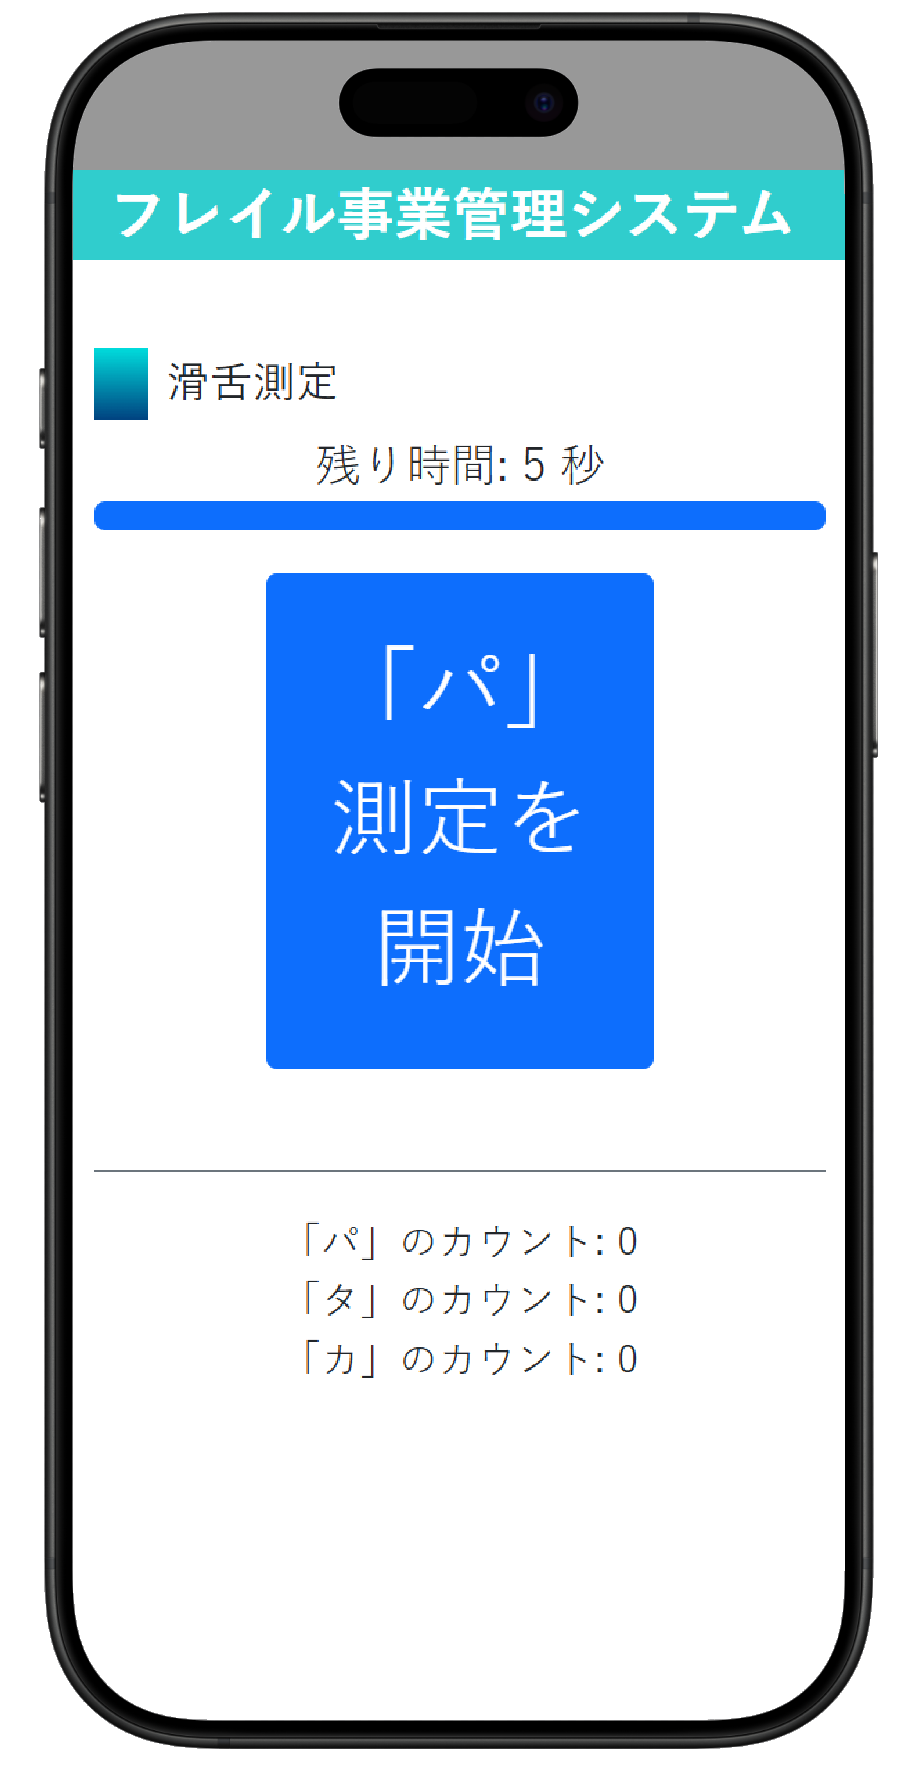 フレイル事業管理システム
滑舌測定
残り時間: 5 秒
「パ」
測定を
開始
「パ」のカウント: 0
「タ」のカウント: 0
「カ」のカウント: 0